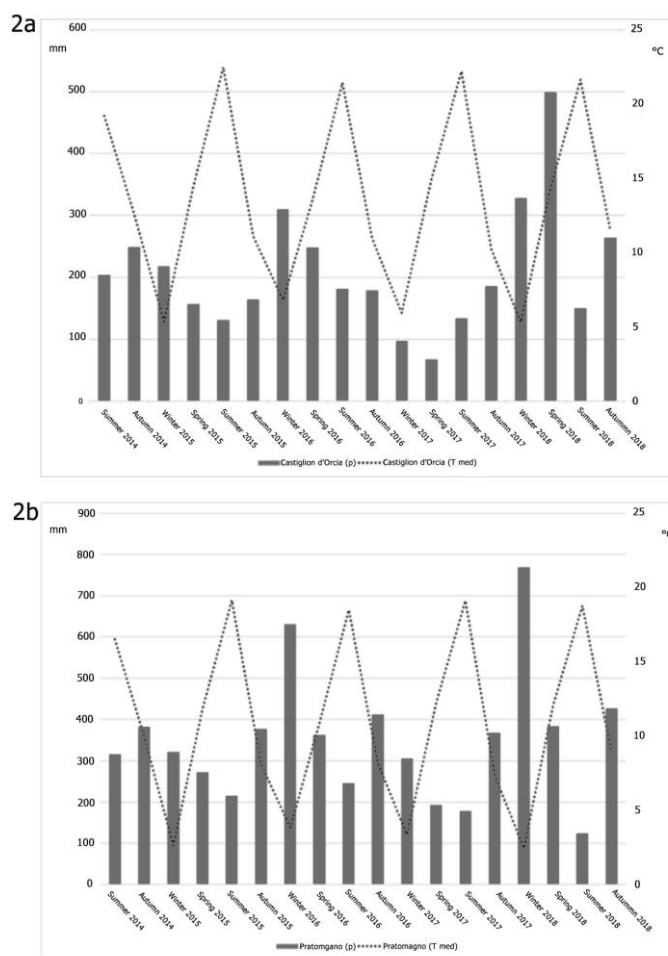 2a
600
mm
500
400
300
200
100
0
25
ºC
20
15
10
5
0
Summer 2014
Autumn 2014
Winter 2015
Spring 2015
Summer 2015
Autumn 2015
Winter 2016
Spring 2016
Summer 2016
Autumn 2016
Winter 2017
Spring 2017
Summer 2017
Autumn 2017
Winter 2018
Spring 2018
Summer 2018
Autummn 2018
Castiglion d'Orcia (p) Castiglion d'Orcia (T med)
2b
900
mm
800
700
600
500
400
300
200
100
0
25
20
15
10
5
0
Summer 2014
Autumn 2014
Winter 2015
Spring 2015
Summer 2015
Autumn 2015
Winter 2016
Spring 2016
Summer 2016
Autumn 2016
Winter 2017
Spring 2017
Summer 2017
Autumn 2017
Winter 2018
Spring 2018
Summer 2018
Autummn 2018
Pratomgano (p) Pratomagno (T med)